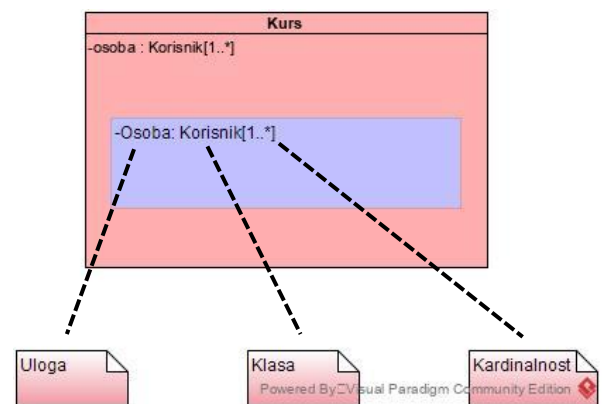 Kurs
-osoba : Korisnik[1..*]
-Osoba: Korisnik[1..*]
Uloga
Klasa
Kardinalnost
Powered By Visual Paradigm Community Edition